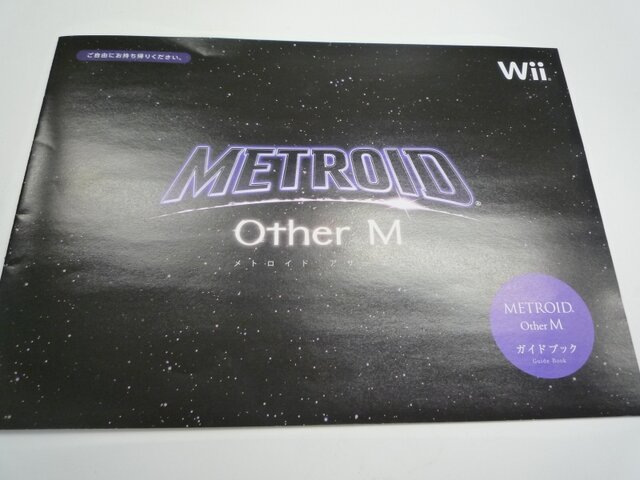 ご自由にお持ち帰りください。
Wii
METROID
Other M
メトロイド
METROID
Other M
ガイドブック
Guide Book